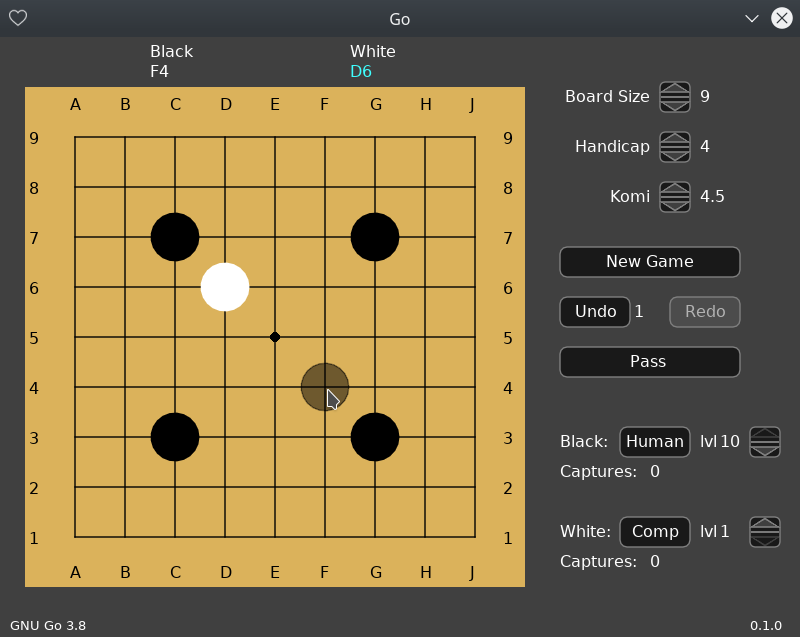 Go
Black White
F4 D6
A B C D E F G H J
9 9
8 8
7 7
6 6
5 5
4 4
3 3
2 2
1 1
A B C D E F G H J
Board Size 9
Handicap 4
Komi 4.5
New Game
Undo 1 Redo
Pass
Black: Human lvl 10
Captures: 0
White: Comp lvl 1
Captures: 0
GNU Go 3.8 0.1.0